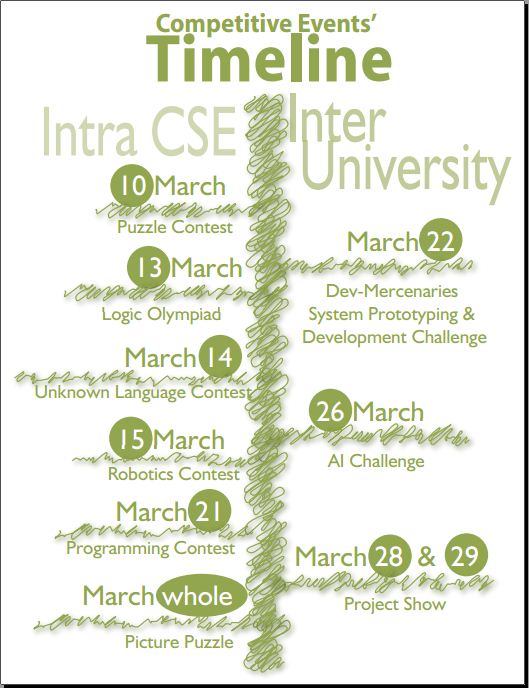 Competitive Events'
Timeline
Intra CSE
10 March
Puzzle Contest
13 March
Logic Olympiad
March 14
Unknown Language Contest
15 March
Robotics Contest
March 21
Programming Contest
March whole
Picture Puzzle
Inter
University
March 22
Dev-Mercenaries
System Prototyping &
Development Challenge
26 March
AI Challenge
March 28 & 29
Project Show